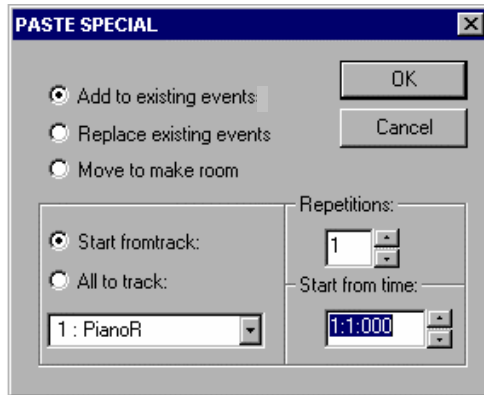 PASTE SPECIAL
Add to existing events
Replace existing events
Move to make room
OK
Cancel
Start fromtrack:
All to track:
1 : PianoR
Repetitions:
1
Start from time:
1:1:000